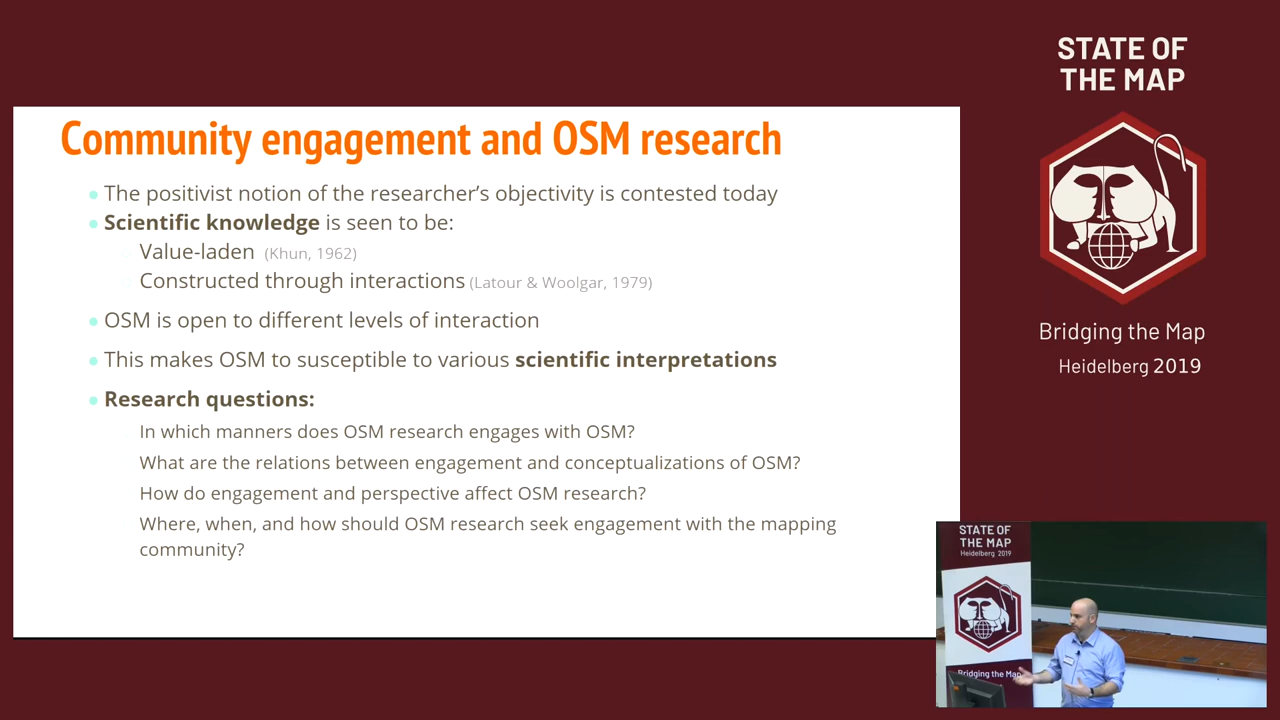 STATE OF
THE MAP
Community engagement and OSM research
The positivist notion of the researcher's objectivity is contested today
Scientific knowledge is seen to be:
Value-laden (Khun, 1962)
Constructed through interactions (Latour & Woolgar, 1979)
OSM is open to different levels of interaction
This makes OSM to susceptible to various scientific interpretations
Research questions:
In which manners does OSM research engages with OSM?
What are the relations between engagement and conceptualizations of OSM?
How do engagement and perspective affect OSM research?
Where, when, and how should OSM research seek engagement with the mapping
community?
Bridging the Map
Heidelberg 2019
STATE OF
THE MAP
Heidelberg 2019
Bridging the Map